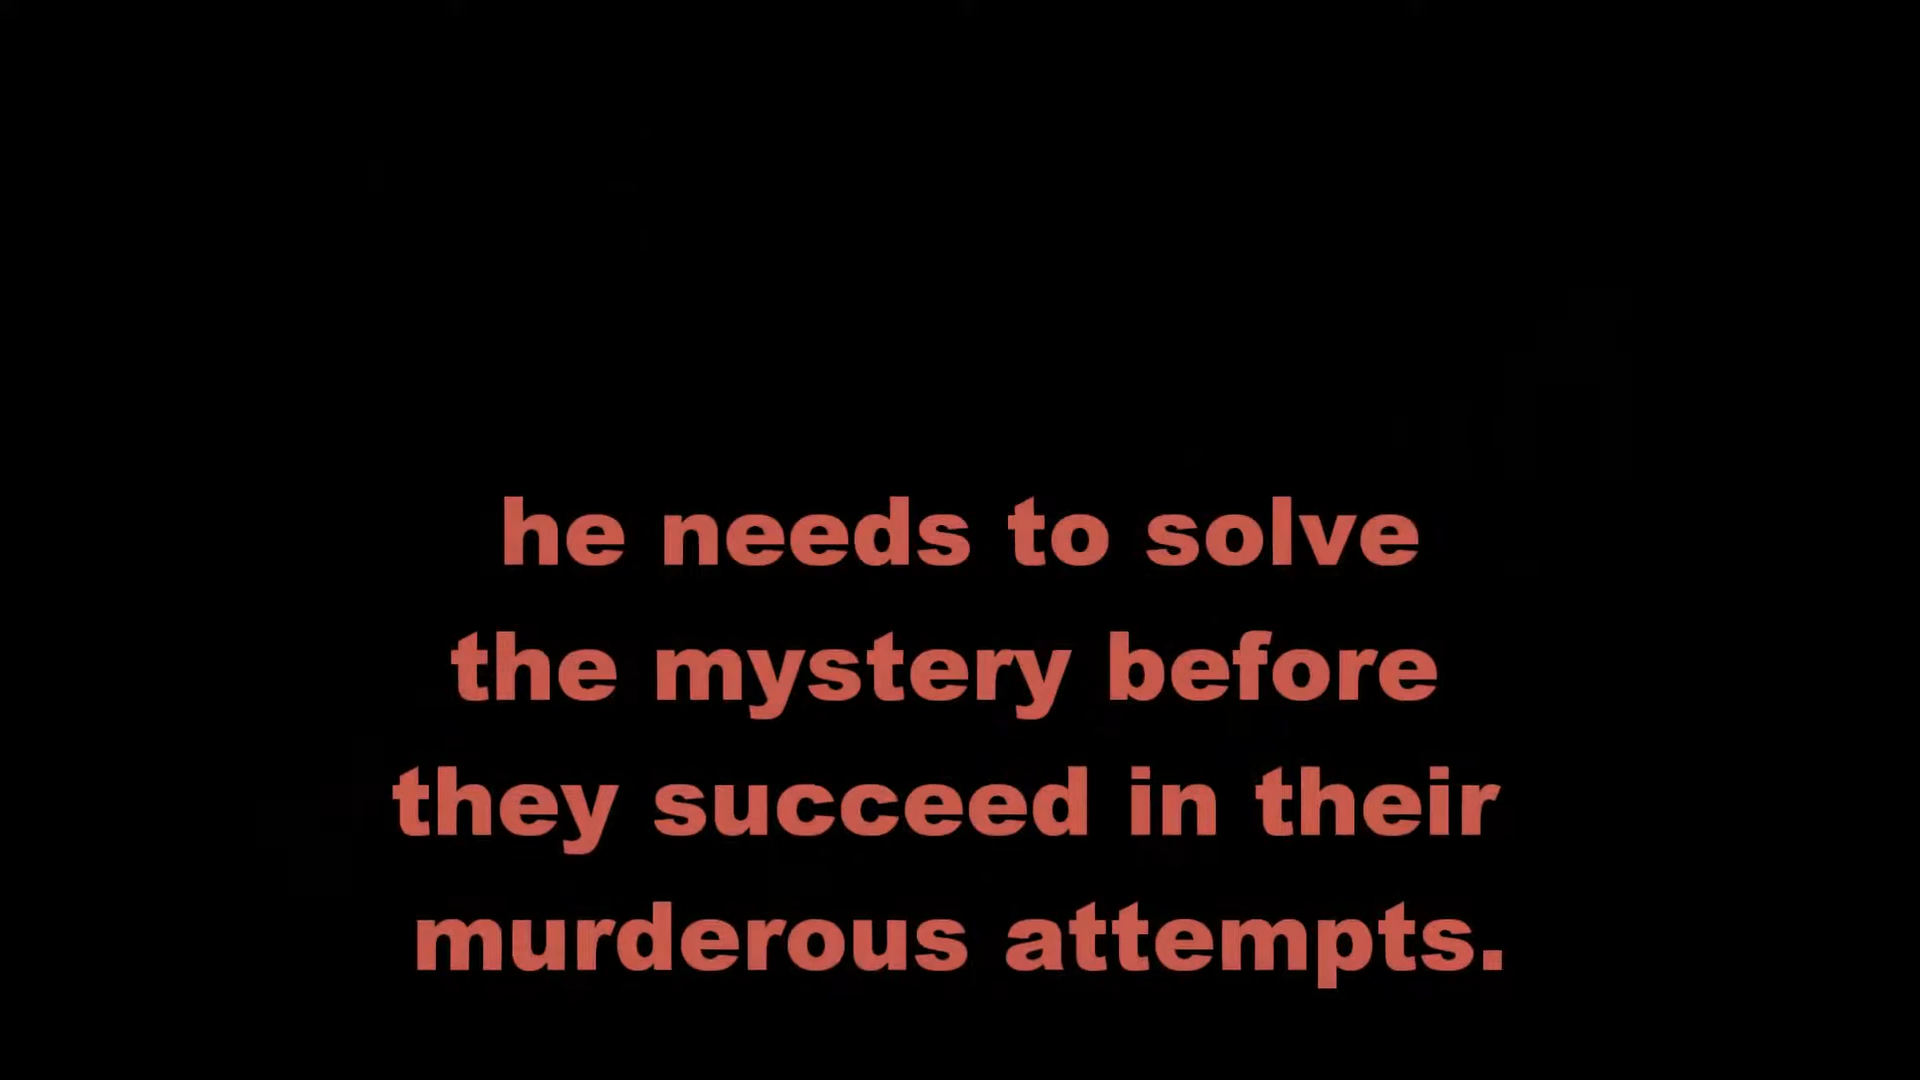 he needs to solve
the mystery before
they succeed in their
murderous attempts.